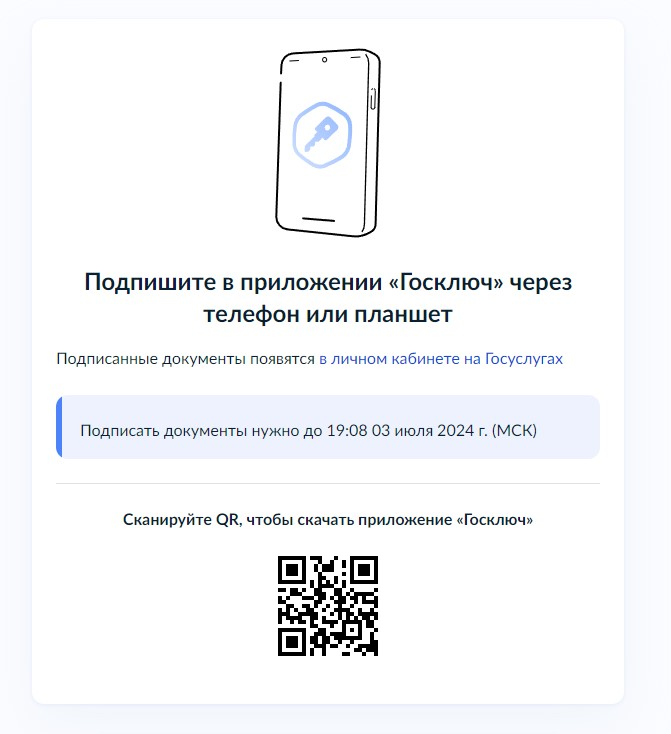 Подпишите в приложении «Госключ» через
телефон или планшет
Подписанные документы появятся в личном кабинете на Госуслугах
Подписать документы нужно до 19:08 03 июля 2024 г. (МСК)
Сканируйте QR, чтобы скачать приложение «Госключ»